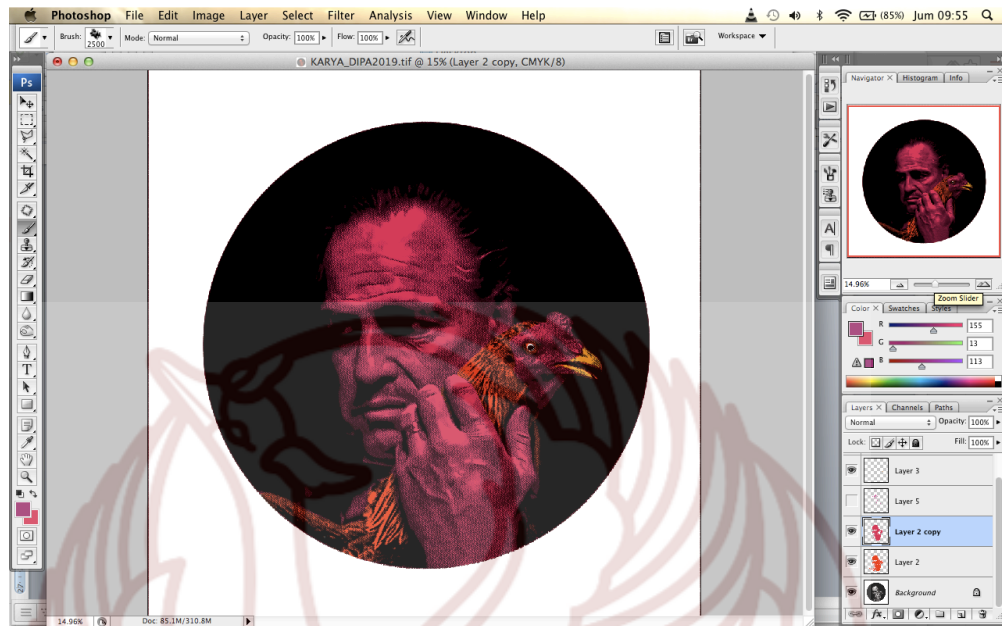 Photoshop File Edit Image Layer Select Filter Analysis View Window Help (85%) Jum 09:55
Brush: 2500 Mode: Normal Opacity: 100% Flow: 100% Workspace
KARYA_DIPA2019.tif @ 15% (Layer 2 copy, CMYK/8)
Ps
Navigator × Histogram Info
14.96%
Zoom Slider
Color × Swatches Styles
R 155
G 13
B 113
Layers × Channels Paths
Normal Opacity: 100%
Lock: Fill: 100%
Layer 3
Layer 5
Layer 2 copy
Layer 2
Background
14.96% Doc: 85.1M/310.8M